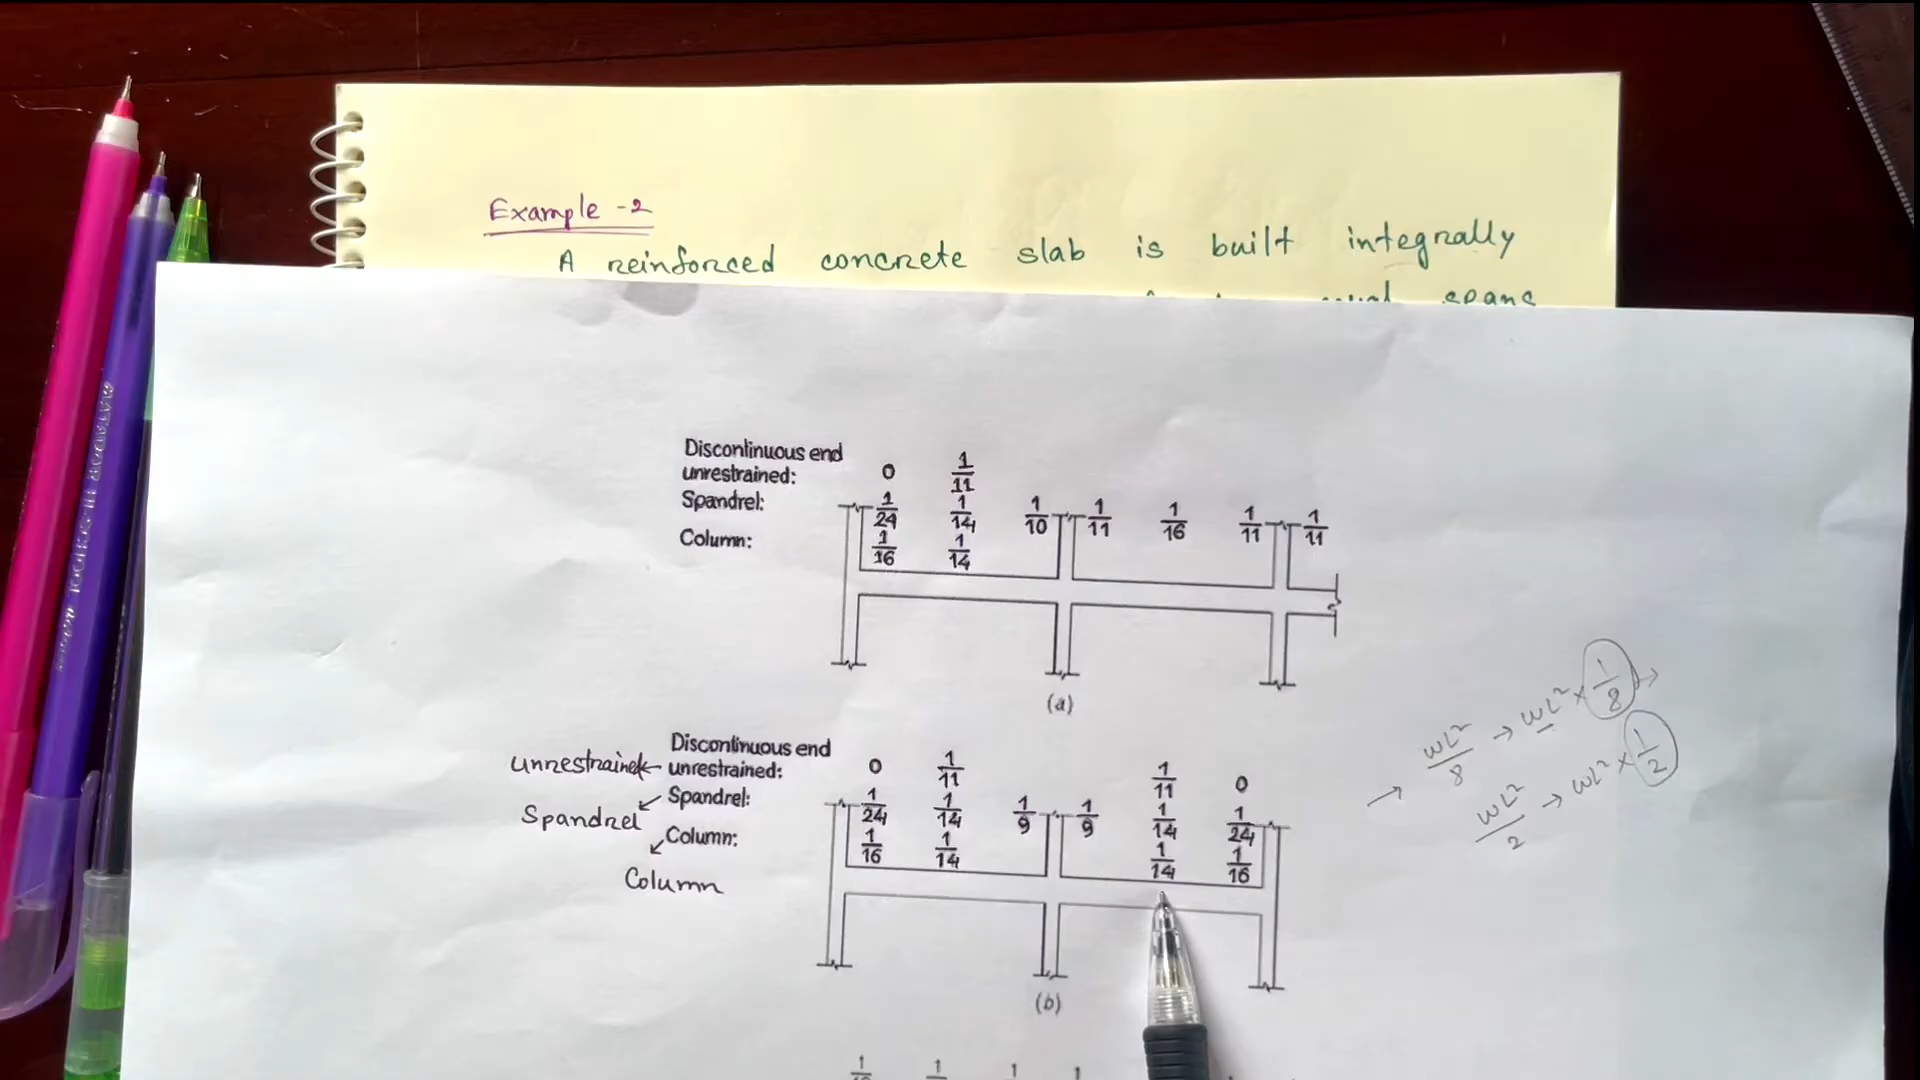 Example -2
A reinforced concrete slab is built integrally
spans
Discontinuous end
unrestrained: 0 1/11
Spandrel: 1/24 1/14 1/10 1/11 1/16 1/11 1/11
Column: 1/16 1/14
(a)
Discontinuous end
unrestrained ← unrestrained: 0 1/11 1/11 0
Spandrel ↙ Spandrel: 1/24 1/14 1/9 1/9 1/14 1/24
Column ↙ Column: 1/16 1/14 1/14 1/16
(b)
→ wL²/8 → wL² × 1/8 →
wL²/2 → wL² × 1/2